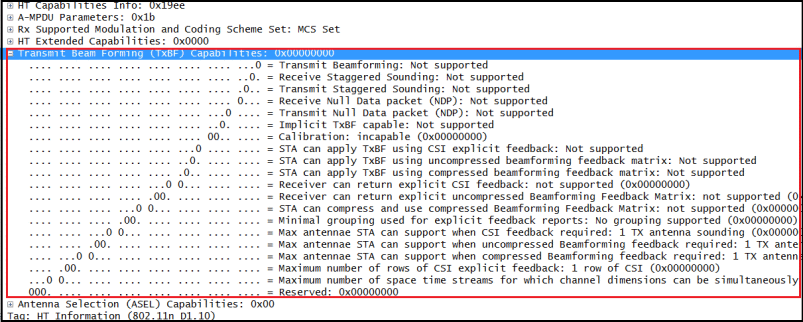 HT Capabilities Info: 0x19ee
A-MPDU Parameters: 0x1b
Rx Supported Modulation and Coding Scheme Set: MCS Set
HT Extended Capabilities: 0x0000
Transmit Beam Forming (TxBF) Capabilities: 0x00000000
.... .... .... .... .... .... .... ...0 = Transmit Beamforming: Not supported
.... .... .... .... .... .... .... ..0. = Receive Staggered Sounding: Not supported
.... .... .... .... .... .... .... .0.. = Transmit Staggered Sounding: Not supported
.... .... .... .... .... .... .... 0... = Receive Null Data packet (NDP): Not supported
.... .... .... .... .... .... ...0 .... = Transmit Null Data packet (NDP): Not supported
.... .... .... .... .... .... ..0. .... = Implicit TxBF capable: Not supported
.... .... .... .... .... .... 00.. .... = Calibration: incapable (0x00000000)
.... .... .... .... .... ...0 .... .... = STA can apply TxBF using CSI explicit feedback: Not supported
.... .... .... .... .... ..0. .... .... = STA can apply TxBF using uncompressed beamforming feedback matrix: Not supported
.... .... .... .... .... .0.. .... .... = STA can apply TxBF using compressed beamforming feedback matrix: Not supported
.... .... .... .... ...0 0... .... .... = Receiver can return explicit CSI feedback: not supported (0x00000000)
.... .... .... .... .00. .... .... .... = Receiver can return explicit uncompressed Beamforming Feedback Matrix: not supported (0
.... .... .... ...0 0... .... .... .... = STA can compress and use compressed Beamforming Feedback Matrix: not supported (0x00000
.... .... .... .00. .... .... .... .... = Minimal grouping used for explicit feedback reports: No grouping supported (0x00000000)
.... .... ...0 0... .... .... .... .... = Max antennae STA can support when CSI feedback required: 1 TX antenna sounding (0x00000
.... .... .00. .... .... .... .... .... = Max antennae STA can support when uncompressed Beamforming feedback required: 1 TX anten
.... ...0 0... .... .... .... .... .... = Max antennae STA can support when compressed Beamforming feedback required: 1 TX antenn
.... .00. .... .... .... .... .... .... = Maximum number of rows of CSI explicit feedback: 1 row of CSI (0x00000000)
...0 0... .... .... .... .... .... .... = Maximum number of space time streams for which channel dimensions can be simultaneously
000. .... .... .... .... .... .... .... = Reserved: 0x00000000
Antenna Selection (ASEL) Capabilities: 0x00
Tag: HT Information (802.11n D1.10)